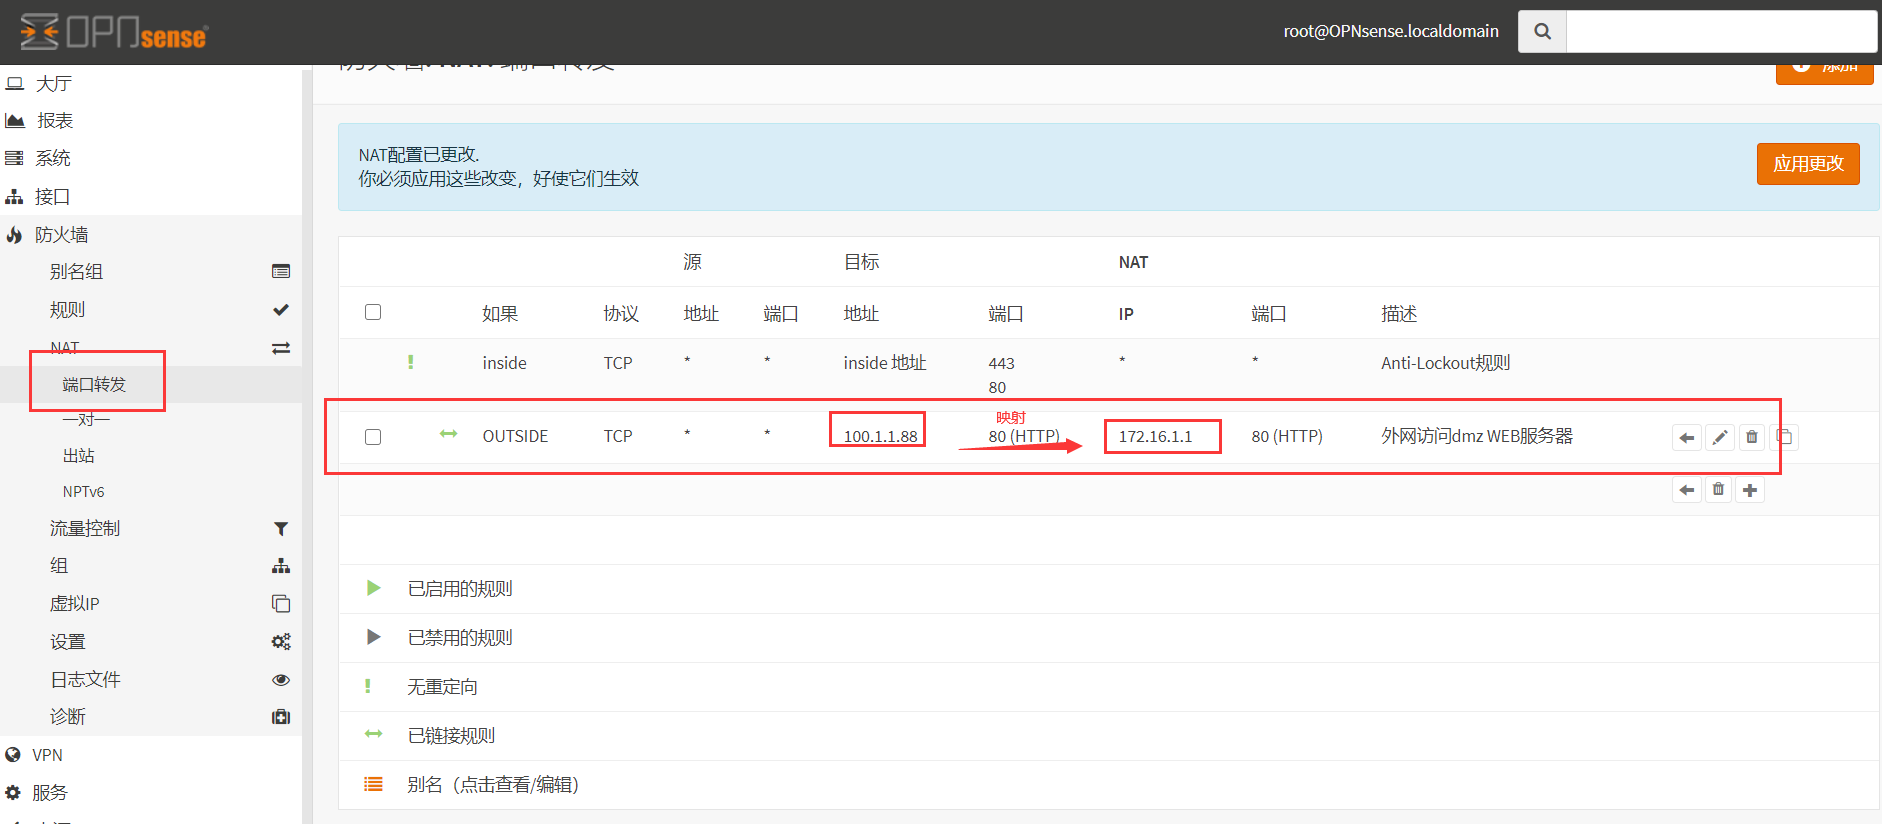 OPNsense
root@OPNsense.localdomain
大厅
报表
系统
接口
防火墙
别名组
规则
NAT
端口转发
一对一
出站
NPTv6
流量控制
组
虚拟IP
设置
日志文件
诊断
VPN
服务
添加
NAT配置已更改.
你必须应用这些改变，好使它们生效
应用更改
源 目标 NAT
如果 协议 地址 端口 地址 端口 IP 端口 描述
inside TCP * * inside 地址 443 * * Anti-Lockout规则
80
映射
OUTSIDE TCP * * 100.1.1.88 80 (HTTP) 172.16.1.1 80 (HTTP) 外网访问dmz WEB服务器
已启用的规则
已禁用的规则
无重定向
已链接规则
别名（点击查看/编辑）